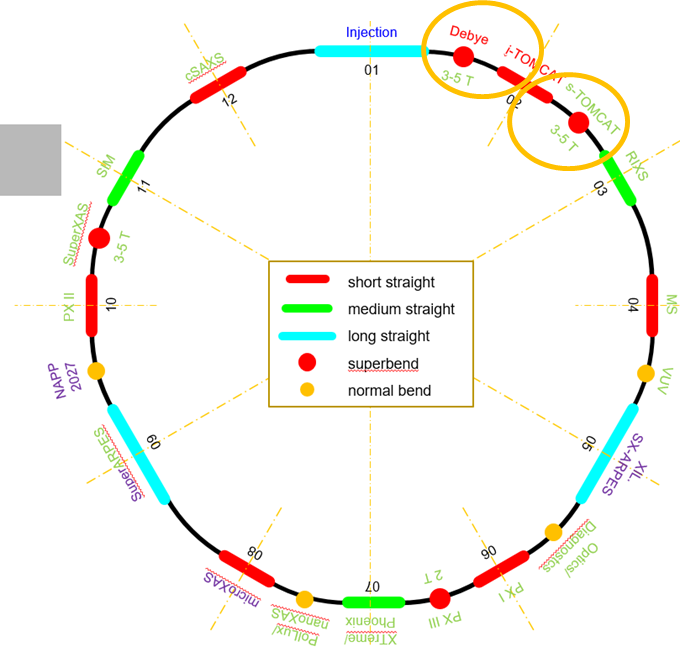 Injection
01
Debye
3-5 T
i-TOMCAT
02
s-TOMCAT
3-5 T
RIXS
03
MS
04
VUV
05
XIL,
SX-ARPES
Optics/
Diagnostcs
06
PX I
2 T
PX III
07
XTreme/
Phoenix
PolLux/
nanoXAS
08
microXAS
09
SuperARPES
NAPP
2027
PX II
10
SuperXAS
3-5 T
SIM
11
cSAXS
12
short straight
medium straight
long straight
superbend
normal bend